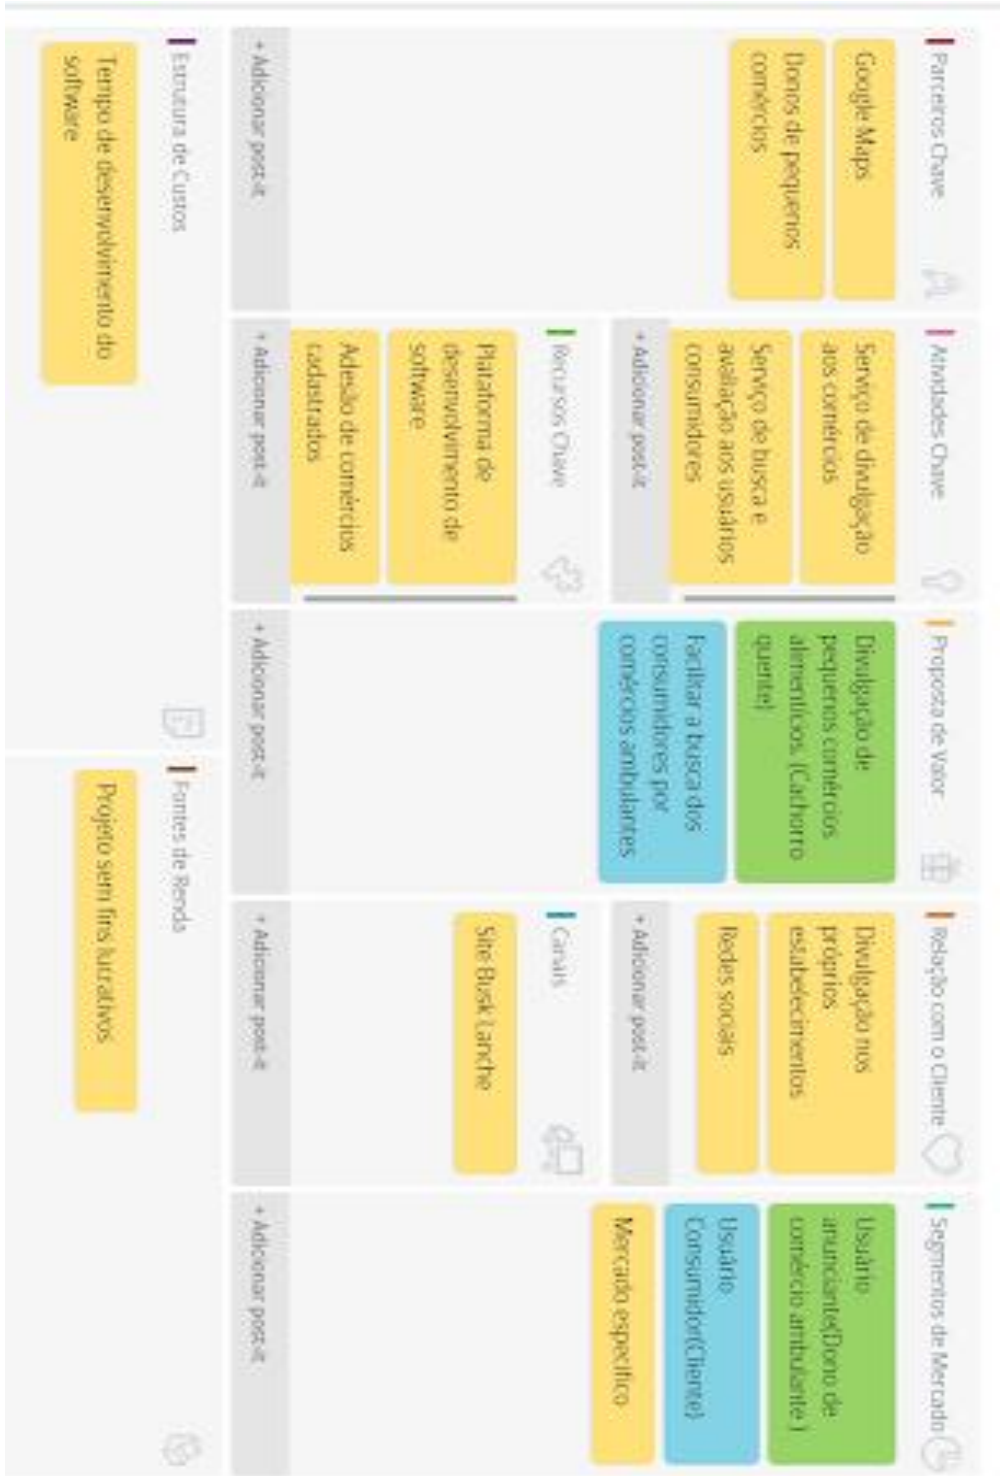 Parceiros Chave
Google Maps
Donos de pequenos
comércios
+ Adicionar post-it
Atividades Chave
Serviço de divulgação
aos comércios
Serviço de busca e
avaliação aos usuários
consumidores
+ Adicionar post-it
Recursos Chave
Plataforma de
desenvolvimento de
software
Adesão de comércios
cadastrados
+ Adicionar post-it
Proposta de Valor
Divulgação de
pequenos comércios
alimentícios. (Cachorro
quente)
Facilitar a busca dos
consumidores por
comércios ambulantes
+ Adicionar post-it
Relação com o Cliente
Divulgação nos
próprios
estabelecimentos
Redes sociais
+ Adicionar post-it
Canais
Site Busk Lanche
+ Adicionar post-it
Segmentos de Mercado
Usuário
anunciante(Dono de
comércio ambulante )
Usuário
Consumidor(Cliente)
Mercado específico
+ Adicionar post-it
Estrutura de Custos
Tempo de desenvolvimento do
software
Fontes de Renda
Projeto sem fins lucrativos